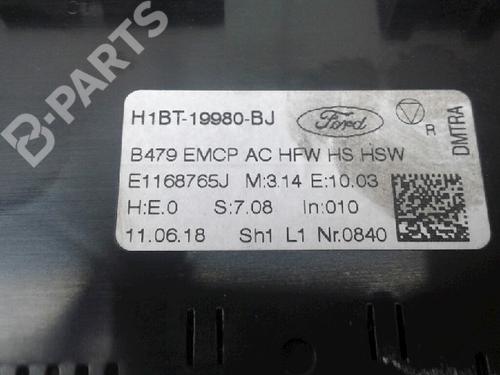 B-PARTS
H1BT-19980-BJ
Ford
R
DMTRA
B479 EMCP AC HFW HS HSW
E1168765J M:3.14 E:10.03
H:E.0 S:7.08 In:010
11.06.18 Sh1 L1 Nr.0840
B-PARTS